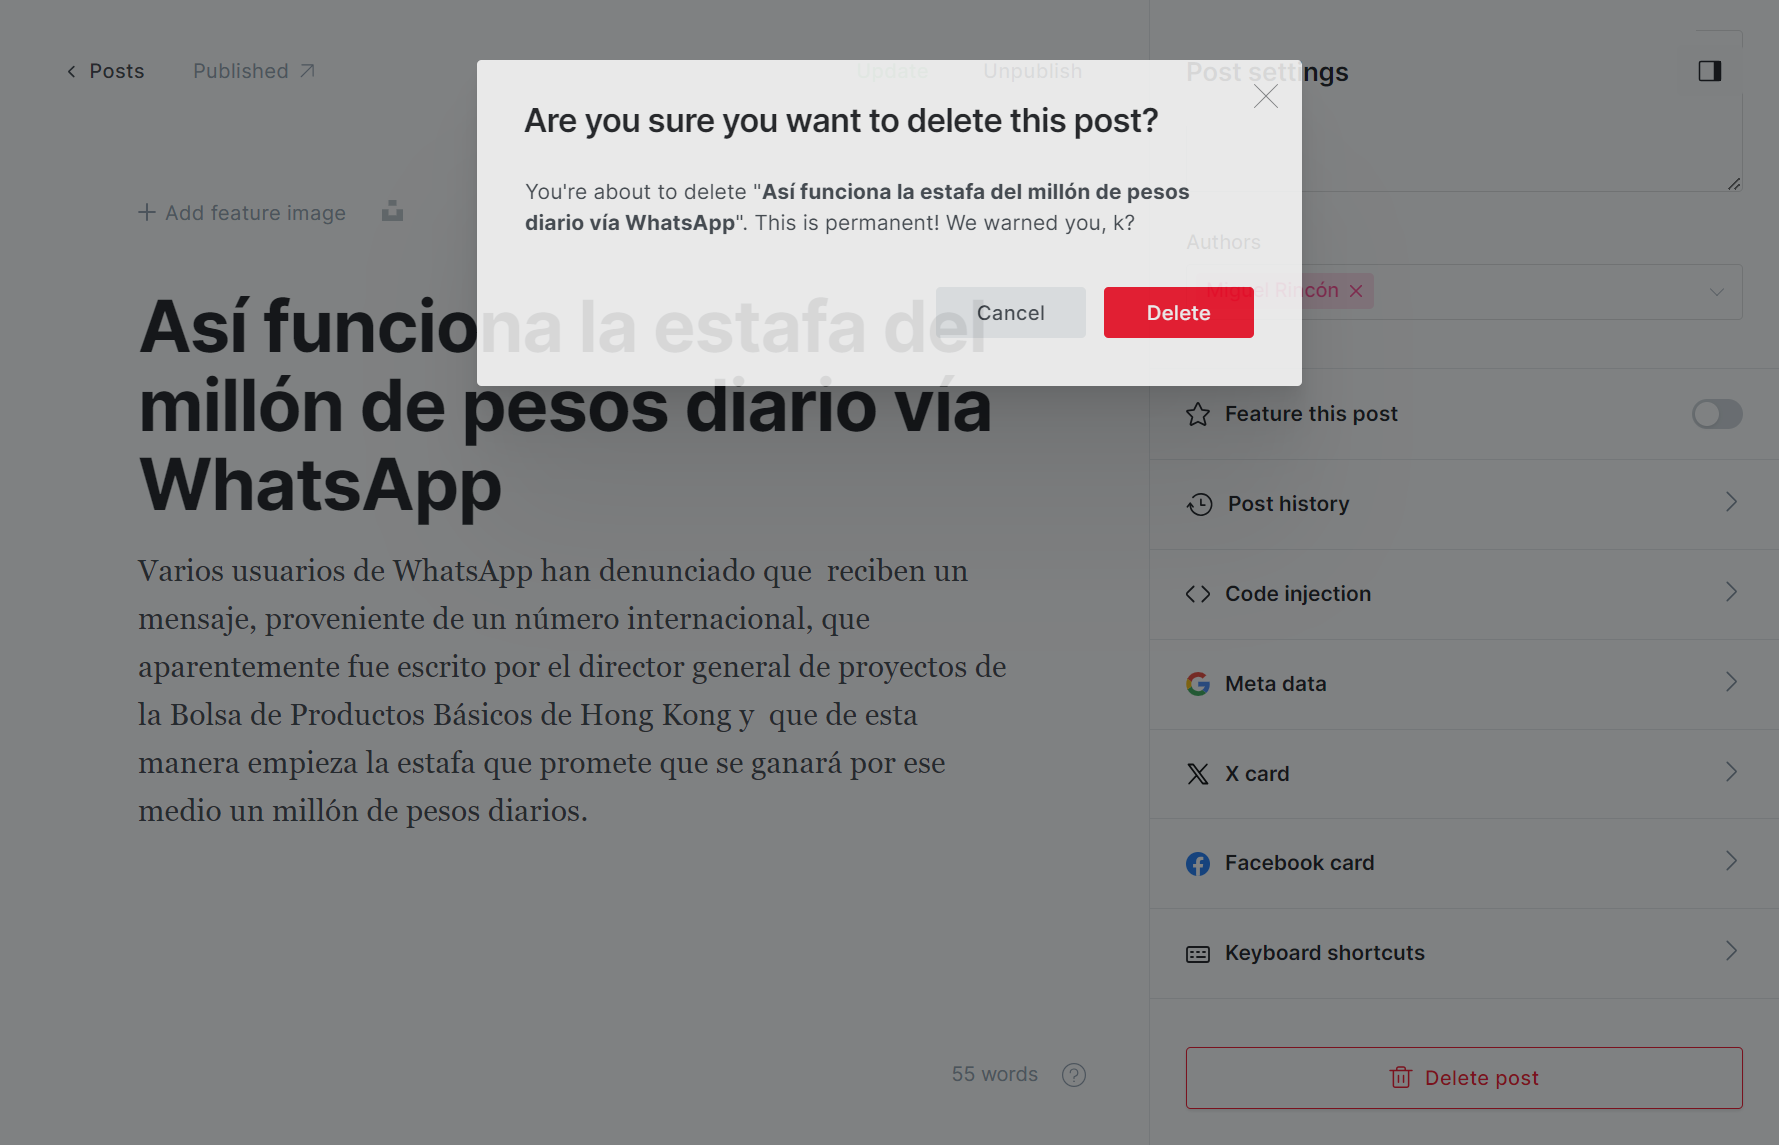 Posts
Published
Update
Unpublish
Post settings
Are you sure you want to delete this post?
You're about to delete "Así funciona la estafa del millón de pesos
diario vía WhatsApp". This is permanent! We warned you, k?
Cancel
Delete
Add feature image
Así funciona la estafa del
millón de pesos diario vía
WhatsApp
Varios usuarios de WhatsApp han denunciado que  reciben un
mensaje, proveniente de un número internacional, que
aparentemente fue escrito por el director general de proyectos de
la Bolsa de Productos Básicos de Hong Kong y  que de esta
manera empieza la estafa que promete que se ganará por ese
medio un millón de pesos diarios.
55 words
?
Authors
Miguel Rincón
Feature this post
Post history
Code injection
Meta data
X card
Facebook card
Keyboard shortcuts
Delete post